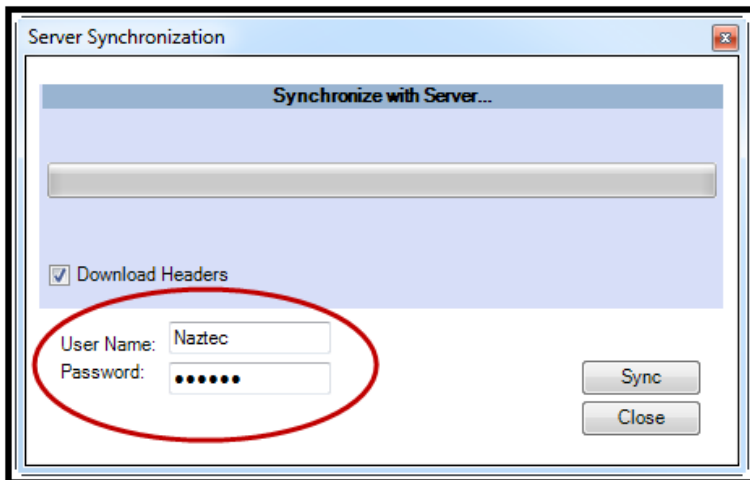 Server Synchronization
Synchronize with Server...
Download Headers
User Name: Naztec
Password: ●●●●●●
Sync
Close